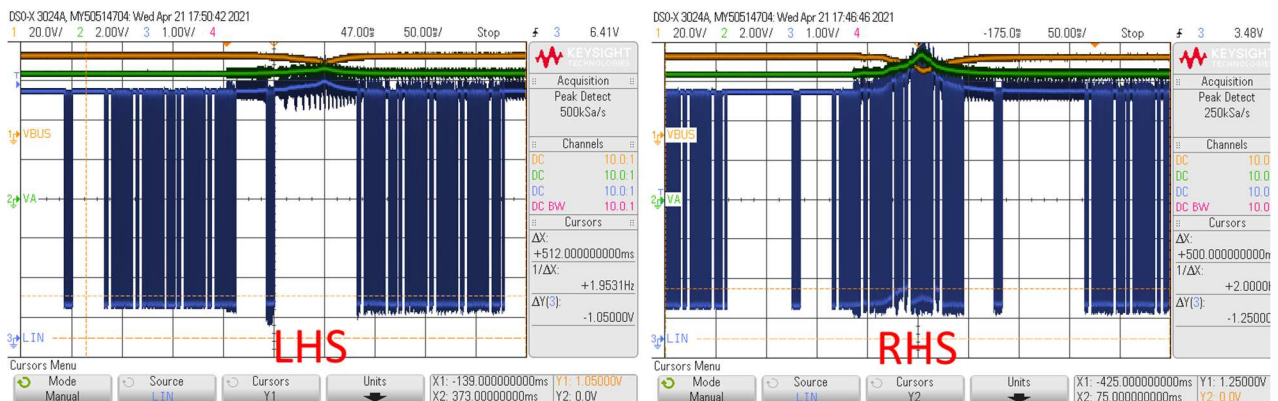 DSO-X 3024A, MY50514704: Wed Apr 21 17:50:42 2021
1 20.0V/ 2 2.00V/ 3 1.00V/ 4 47.00 50.00 Stop 3 6.41V
KEYSIGHT
TECHNOLOGIES
Acquisition
Peak Detect
500kSa/s
Channels
DC 10.0:1
DC 10.0:1
DC 10.0:1
DC BW 10.0:1
Cursors
ΔX:
+512.000000000ms
1/ΔX:
+1.9531Hz
ΔY(3):
-1.05000V
T
1 VBUS
2 VA
3 LIN
LHS
Cursors Menu
Mode
Manual
Source
LIN
Cursors
Y1
Units
X1: -139.000000000ms
X2: 373.000000000ms
Y1: 1.05000V
Y2: 0.0V
DSO-X 3024A, MY50514704: Wed Apr 21 17:46:46 2021
1 20.0V/ 2 2.00V/ 3 1.00V/ 4 -175.0 50.00 Stop 3 3.48V
KEYSIGHT
TECHNOLOGIES
Acquisition
Peak Detect
250kSa/s
Channels
DC 10.0
DC 10.0
DC 10.0
DC BW 10.0
Cursors
ΔX:
+500.000000000m
1/ΔX:
+2.0000
ΔY(3):
-1.25000
T
1 VBUS
2 VA
3 LIN
RHS
Cursors Menu
Mode
Manual
Source
LIN
Cursors
Y2
Units
X1: -425.000000000ms
X2: 75.000000000ms
Y1: 1.25000V
Y2: 0.0V